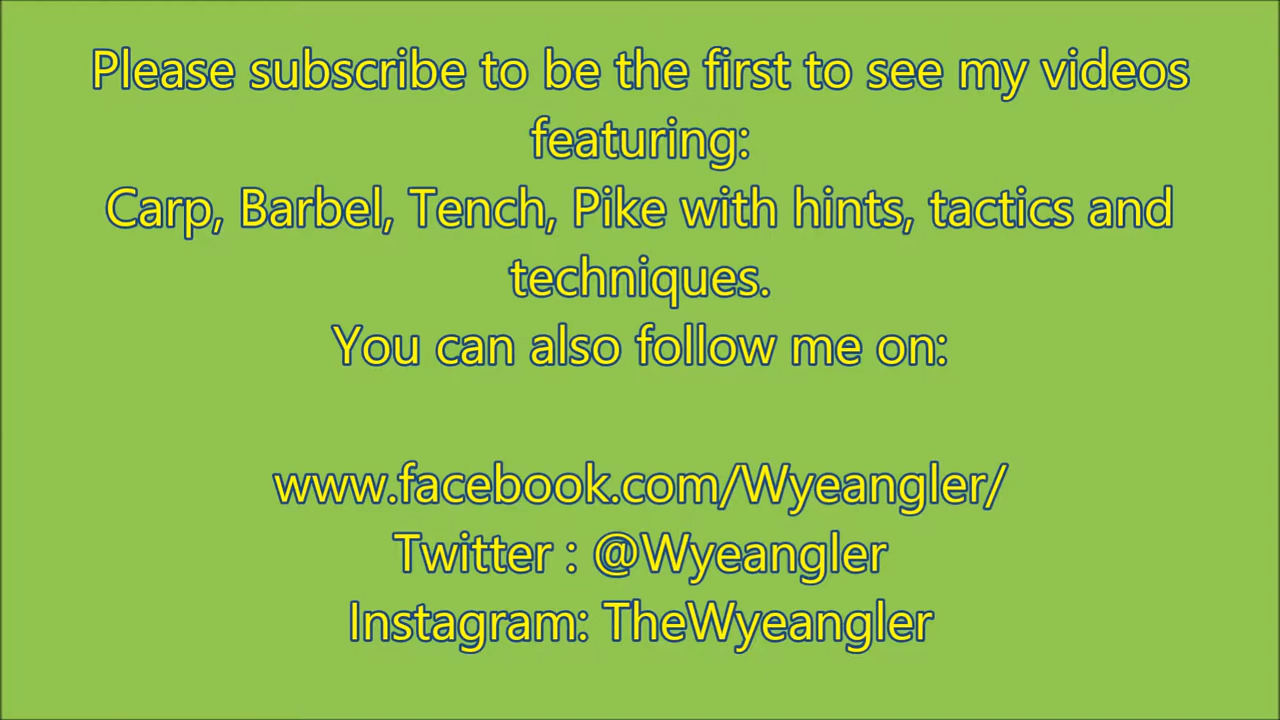 Please subscribe to be the first to see my videos
featuring:
Carp, Barbel, Tench, Pike with hints, tactics and
techniques.
You can also follow me on:
www.facebook.com/Wyeangler/
Twitter : @Wyeangler
Instagram: TheWyeangler